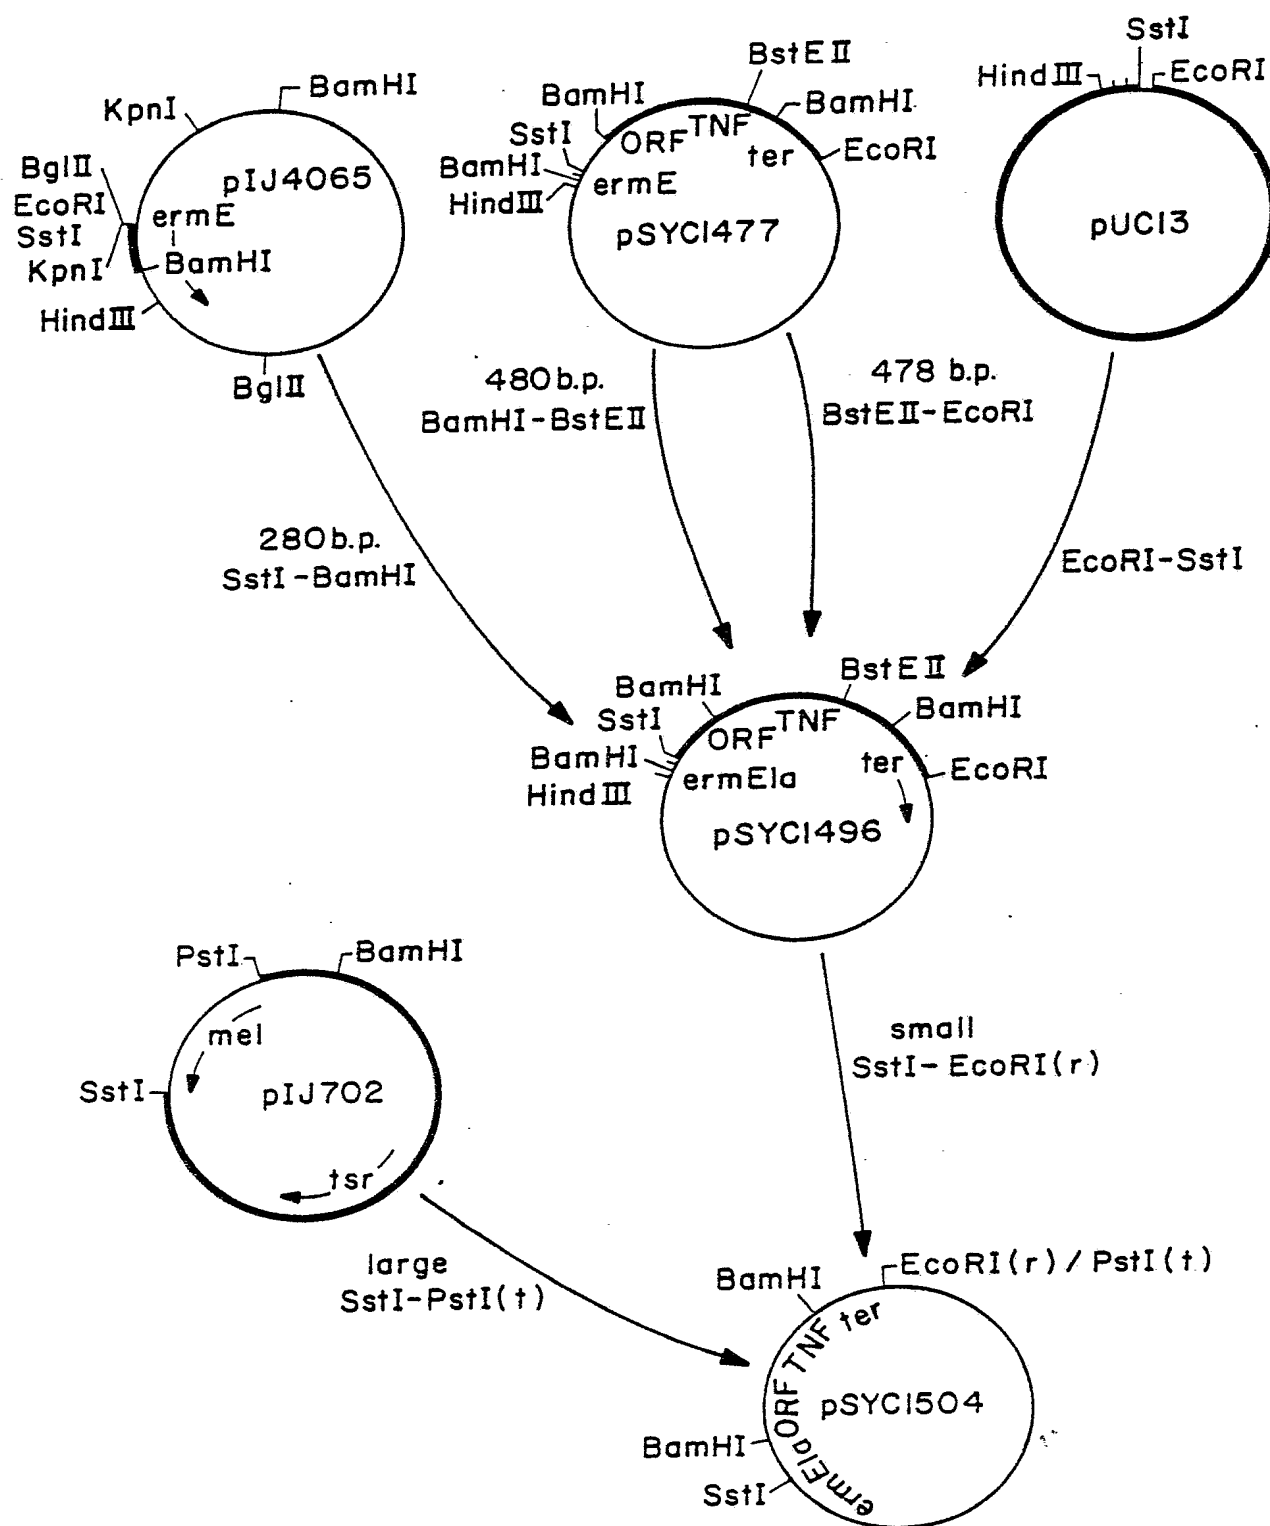 KpnI
BamHI
BglII
EcoRI
SstI
KpnI
pIJ4065
ermE
BamHI
HindIII
BglII
BstEII
BamHI
BamHI
SstI
BamHI
HindIII
ORF
TNF
ter
EcoRI
ermE
pSYC1477
SstI
HindIII
EcoRI
pUC13
480 b.p.
BamHI-BstEII
478 b.p.
BstEII-EcoRI
280 b.p.
SstI-BamHI
EcoRI-SstI
BstEII
BamHI
BamHI
SstI
BamHI
HindIII
ORF
TNF
ter
EcoRI
ermE1a
pSYC1496
PstI
BamHI
mel
SstI
pIJ702
tsr
small
SstI-EcoRI(r)
large
SstI-PstI(t)
BamHI
EcoRI(r)/PstI(t)
ermE1a ORF TNF ter
pSYC1504
BamHI
SstI